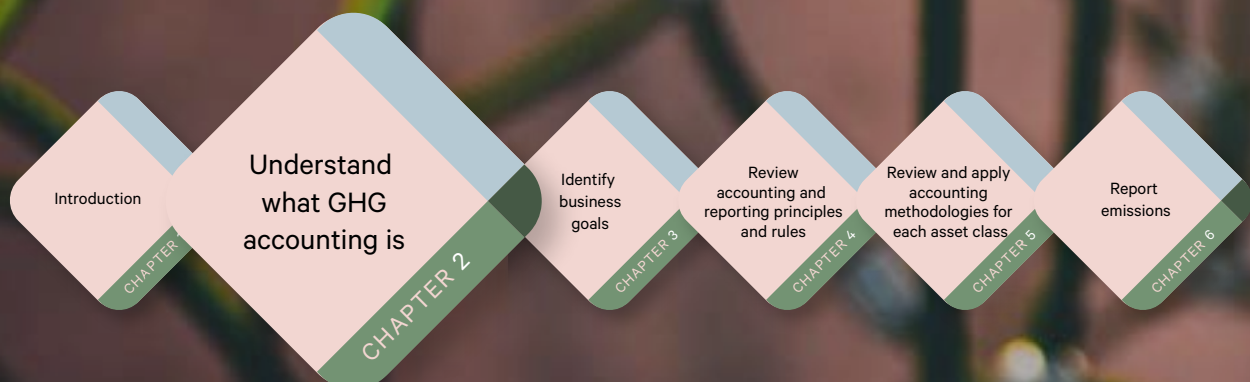 Introduction
CHAPTER
Understand
what GHG
accounting is
CHAPTER 2
Identify
business
goals
CHAPTER 3
Review
accounting and
reporting principles
and rules
CHAPTER 4
Review and apply
accounting
methodologies for
each asset class
CHAPTER 5
Report
emissions
CHAPTER 6